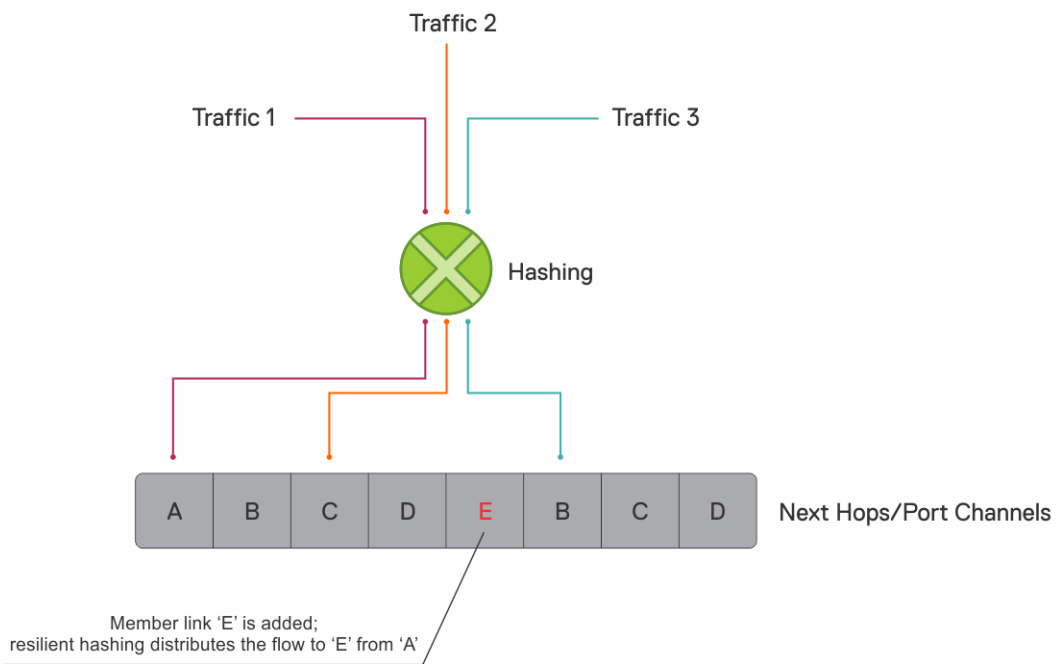 Traffic 2
Traffic 1
Traffic 3
Hashing
A B C D E B C D
Next Hops/Port Channels
Member link ‘E’ is added;
resilient hashing distributes the flow to ‘E’ from ‘A’